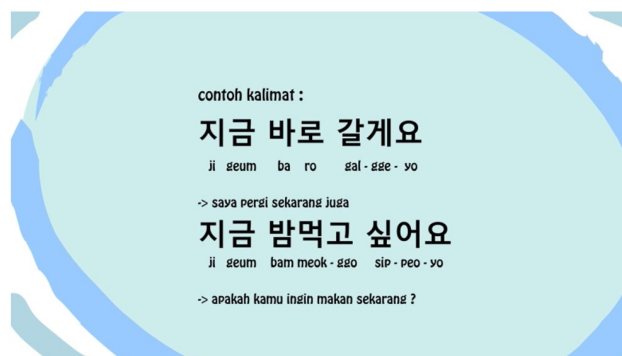 contoh kalimat :
지금 바로 갈게요
ji geum ba ro gal - gge - yo
-> saya pergi sekarang juga
지금 밤먹고 싶어요
ji geum bam meok - ggo sip - peo - yo
-> apakah kamu ingin makan sekarang ?